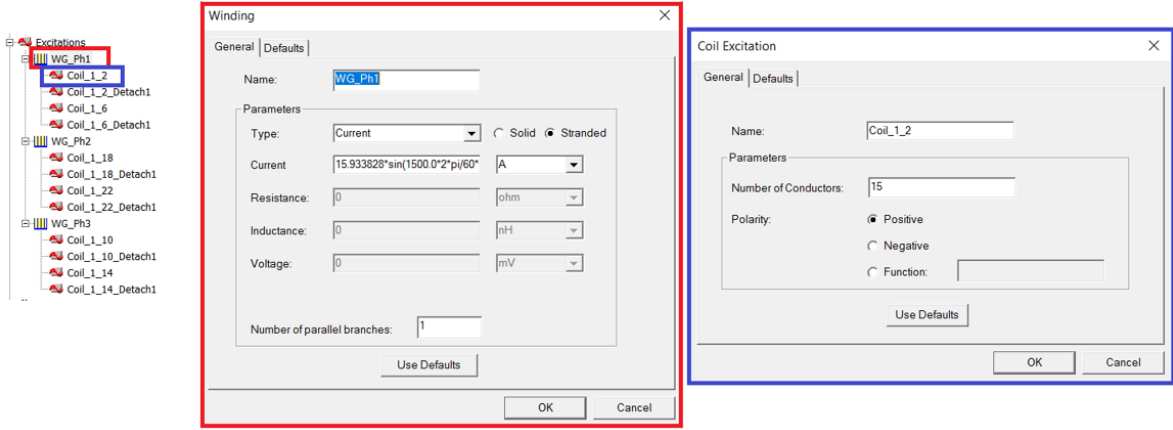 Excitations
WG_Ph1
Coil_1_2
Coil_1_2_Detach1
Coil_1_6
Coil_1_6_Detach1
WG_Ph2
Coil_1_18
Coil_1_18_Detach1
Coil_1_22
Coil_1_22_Detach1
WG_Ph3
Coil_1_10
Coil_1_10_Detach1
Coil_1_14
Coil_1_14_Detach1
Winding
General Defaults
Name: WG_Ph1
Parameters
Type: Current Solid Stranded
Current 15.933828*sin(1500.0*2*pi/60* A
Resistance: 0 ohm
Inductance: 0 nH
Voltage: 0 mV
Number of parallel branches: 1
Use Defaults
OK Cancel
Coil Excitation
General Defaults
Name: Coil_1_2
Parameters
Number of Conductors: 15
Polarity: Positive
Negative
Function:
Use Defaults
OK Cancel